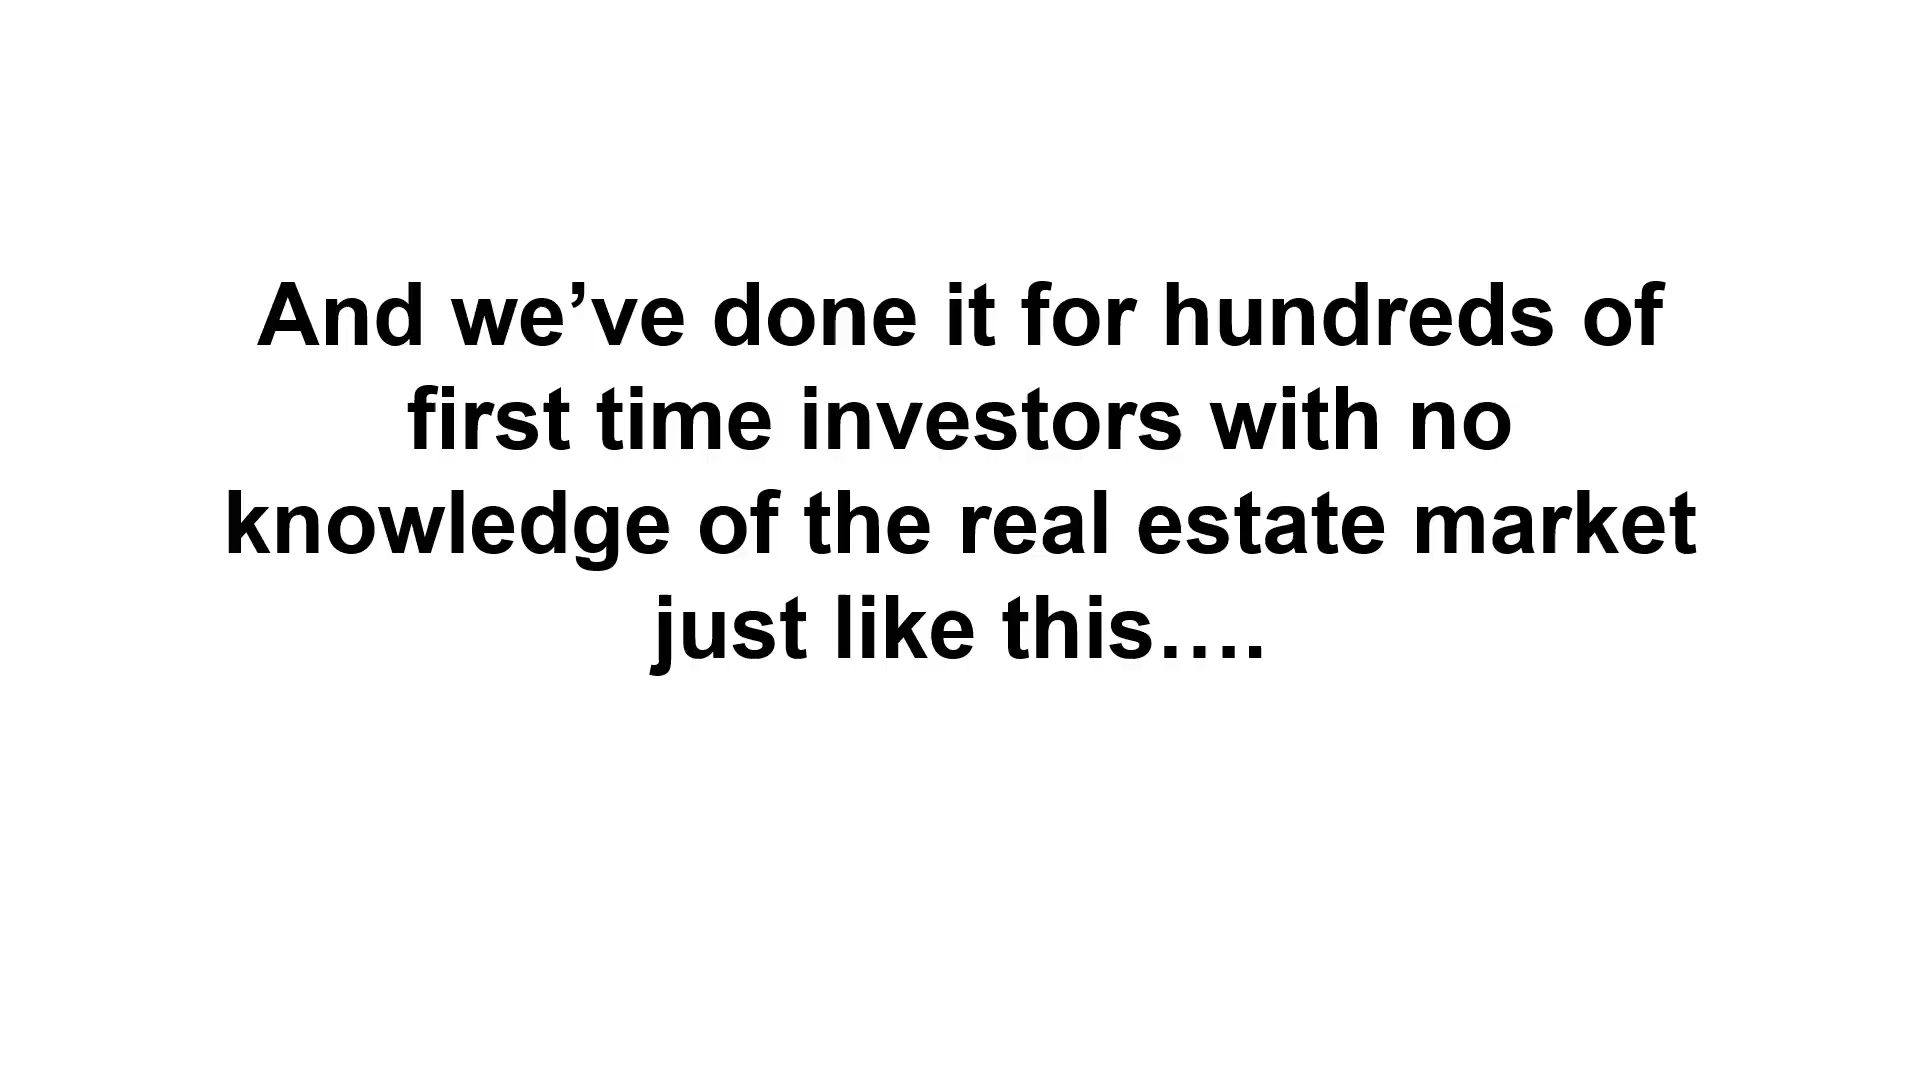 And we’ve done it for hundreds of
first time investors with no
knowledge of the real estate market
just like this….